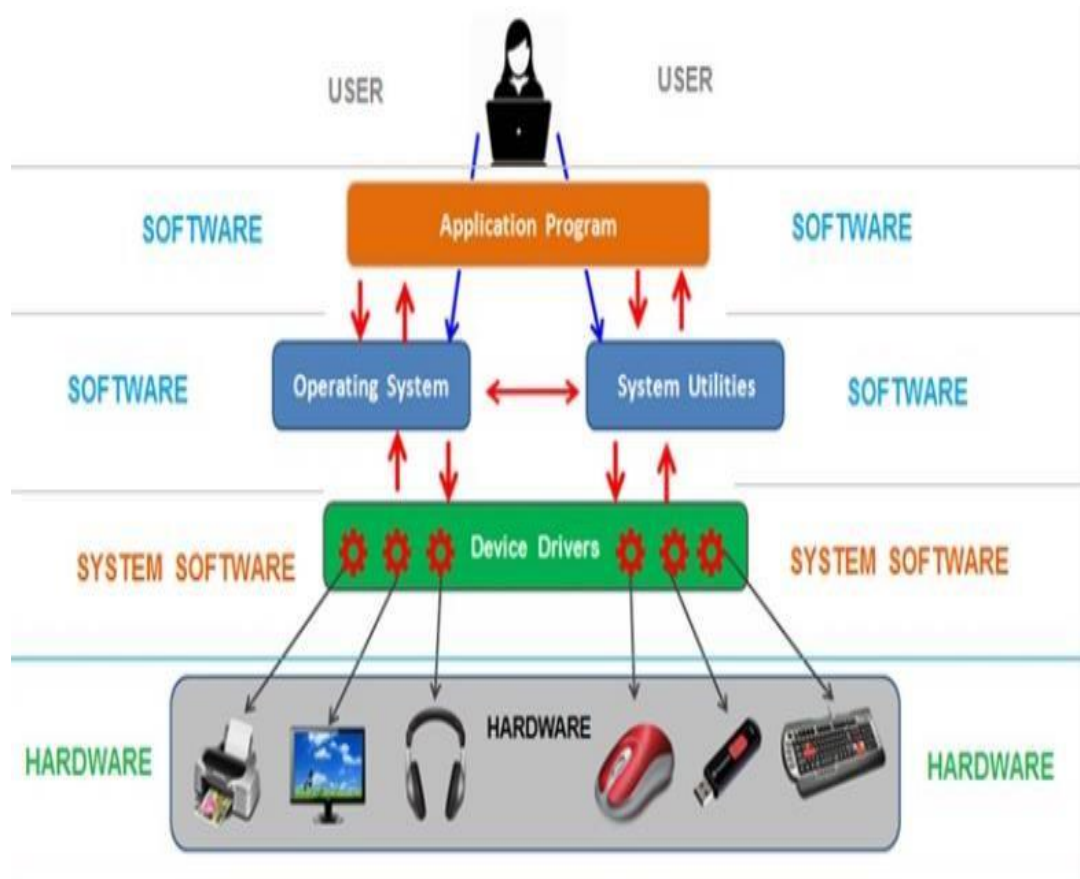 USER
USER
SOFTWARE
Application Program
SOFTWARE
SOFTWARE
Operating System
System Utilities
SOFTWARE
SYSTEM SOFTWARE
Device Drivers
SYSTEM SOFTWARE
HARDWARE
HARDWARE
HARDWARE